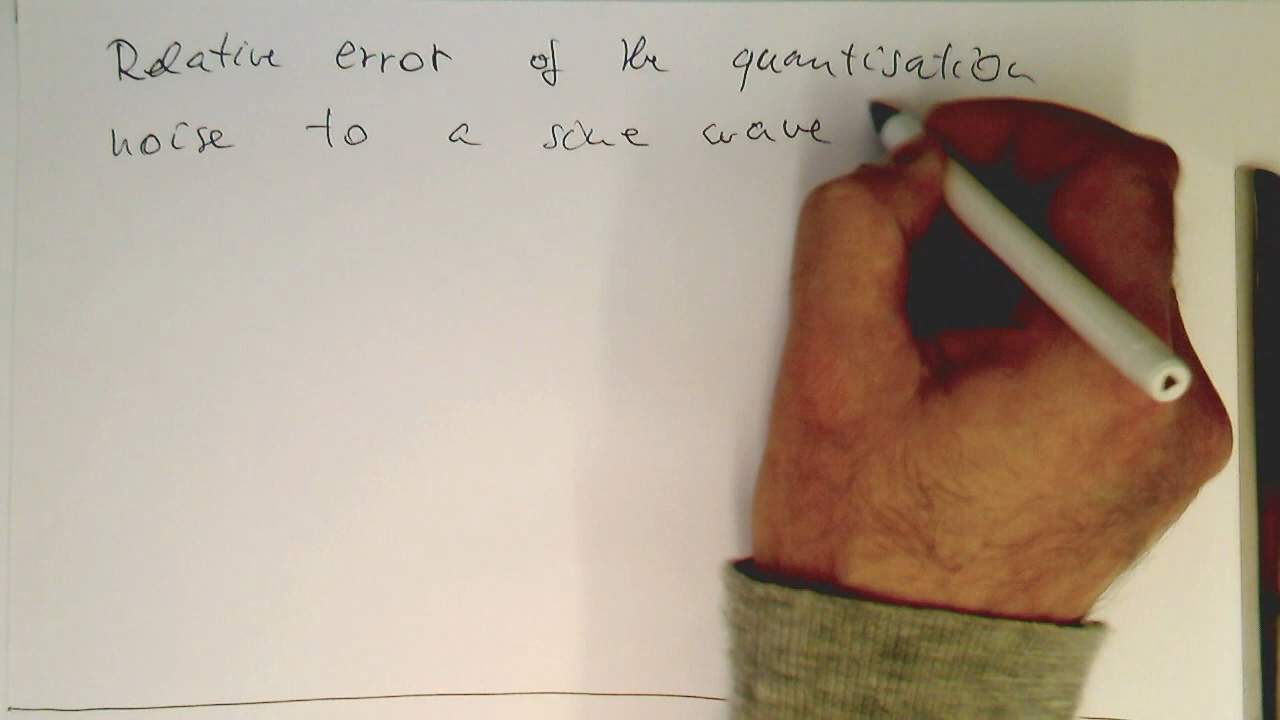 Relative error of the quantisation
noise to a sine wave